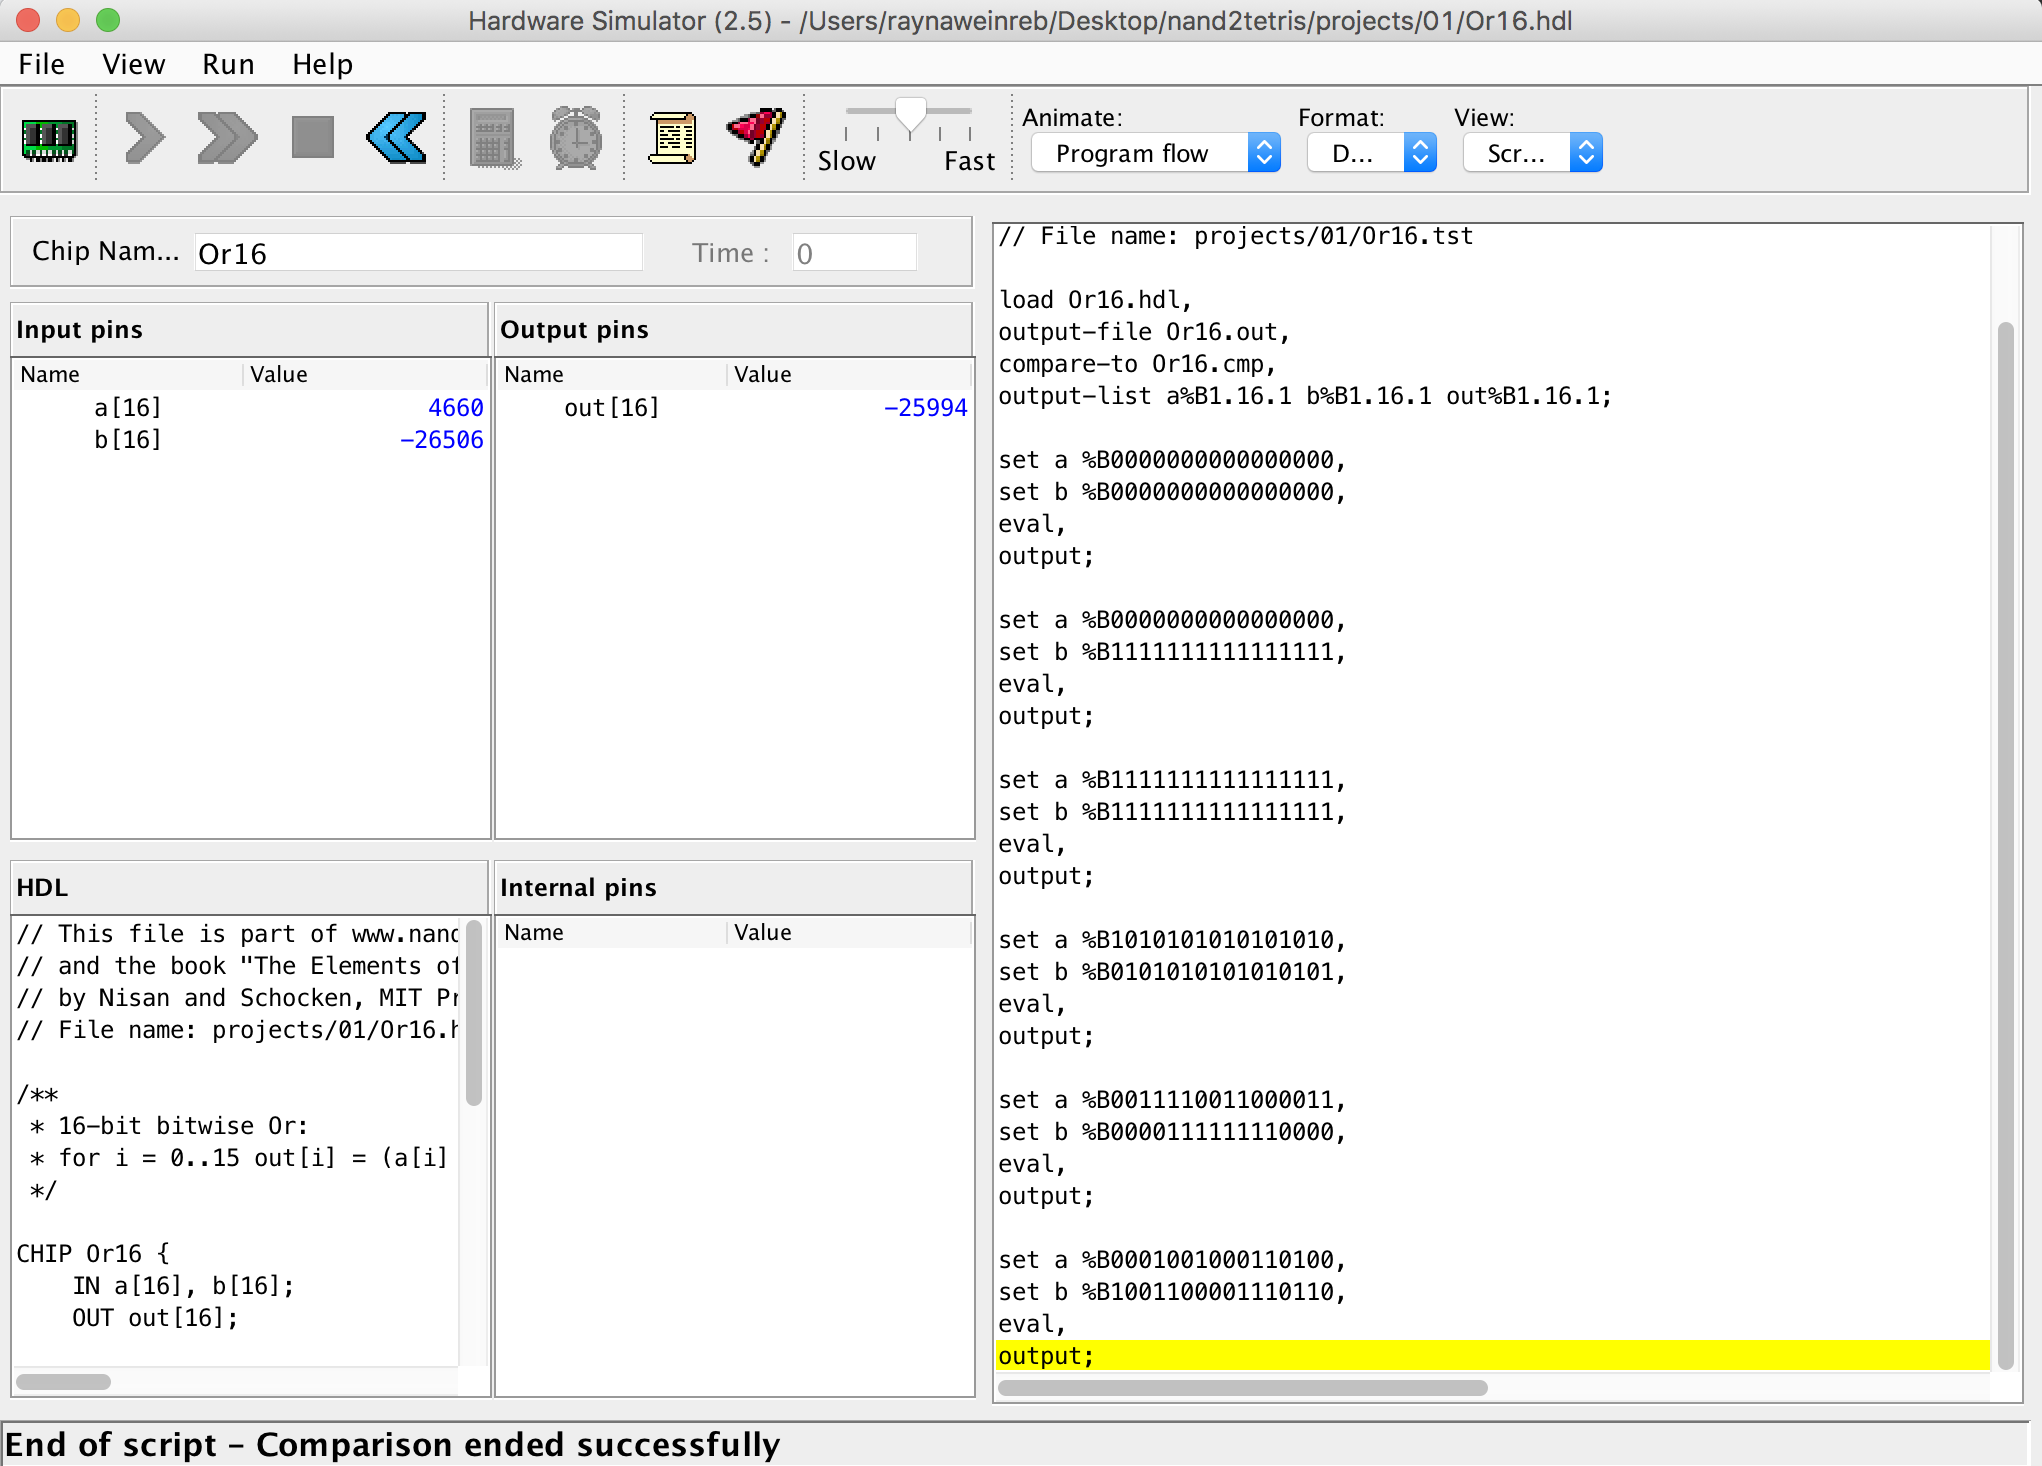 Hardware Simulator (2.5) - /Users/raynaweinreb/Desktop/nand2tetris/projects/01/Or16.hdl
File View Run Help
Slow Fast
Animate: Format: View:
Program flow D... Scr...
Chip Nam... Or16 Time : 0
Input pins
Name Value
a[16] 4660
b[16] -26506
Output pins
Name Value
out[16] -25994
HDL
// This file is part of www.nand
// and the book "The Elements of
// by Nisan and Schocken, MIT Pr
// File name: projects/01/Or16.h
/**
* 16-bit bitwise Or:
* for i = 0..15 out[i] = (a[i]
*/
CHIP Or16 {
IN a[16], b[16];
OUT out[16];
Internal pins
Name Value
// File name: projects/01/Or16.tst
load Or16.hdl,
output-file Or16.out,
compare-to Or16.cmp,
output-list a%B1.16.1 b%B1.16.1 out%B1.16.1;
set a %B0000000000000000,
set b %B0000000000000000,
eval,
output;
set a %B0000000000000000,
set b %B1111111111111111,
eval,
output;
set a %B1111111111111111,
set b %B1111111111111111,
eval,
output;
set a %B1010101010101010,
set b %B0101010101010101,
eval,
output;
set a %B0011110011000011,
set b %B0000111111110000,
eval,
output;
set a %B0001001000110100,
set b %B1001100001110110,
eval,
output;
End of script - Comparison ended successfully